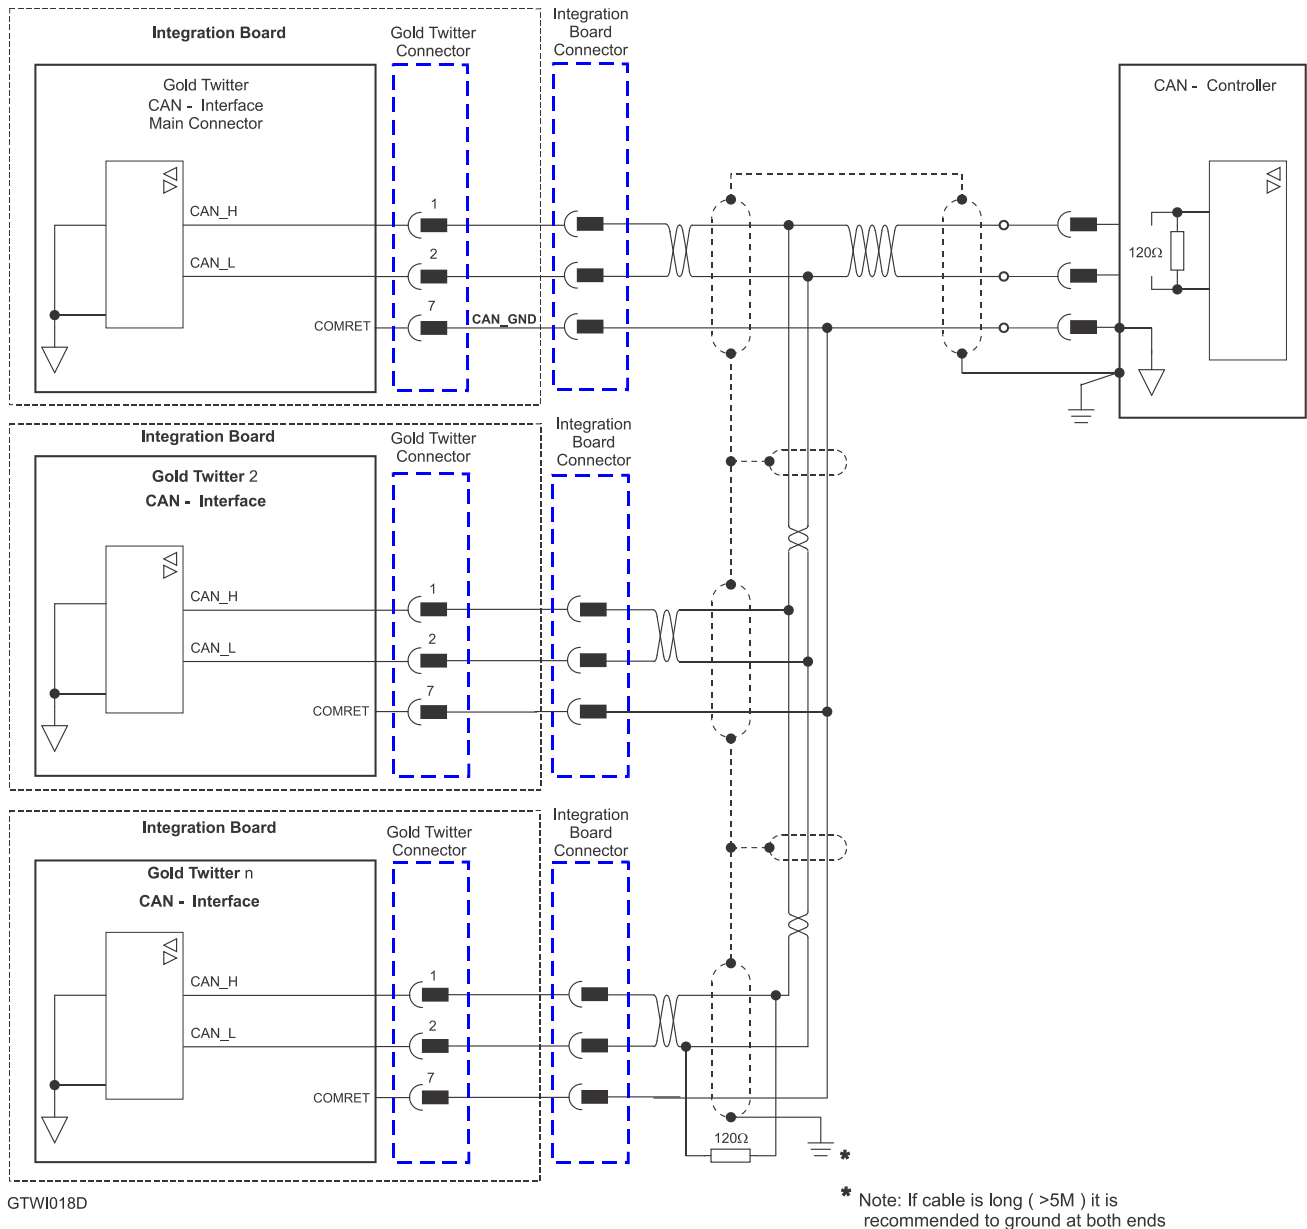 Integration Board
Gold Twitter
Connector
Integration
Board
Connector
Gold Twitter
CAN - Interface
Main Connector
CAN_H
CAN_L
COMRET
1
2
7
CAN_GND
CAN - Controller
120Ω
Integration Board
Gold Twitter
Connector
Integration
Board
Connector
Gold Twitter 2
CAN - Interface
CAN_H
CAN_L
COMRET
1
2
7
Integration Board
Gold Twitter
Connector
Integration
Board
Connector
Gold Twitter n
CAN - Interface
CAN_H
CAN_L
COMRET
1
2
7
120Ω
*
GTWI018D
* Note: If cable is long ( >5M ) it is
recommended to ground at both ends